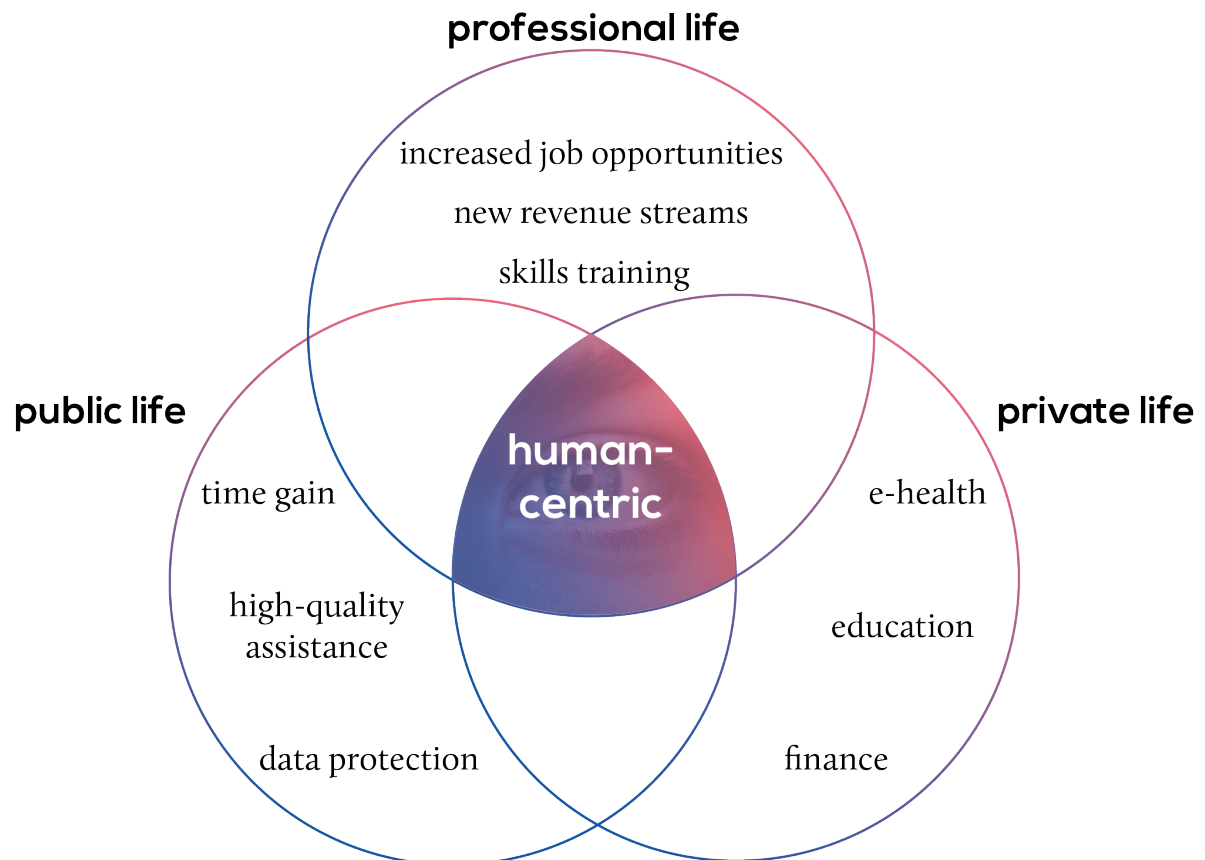 professional life
increased job opportunities
new revenue streams
skills training
public life
private life
human-
centric
time gain
e-health
high-quality
assistance
education
data protection
finance